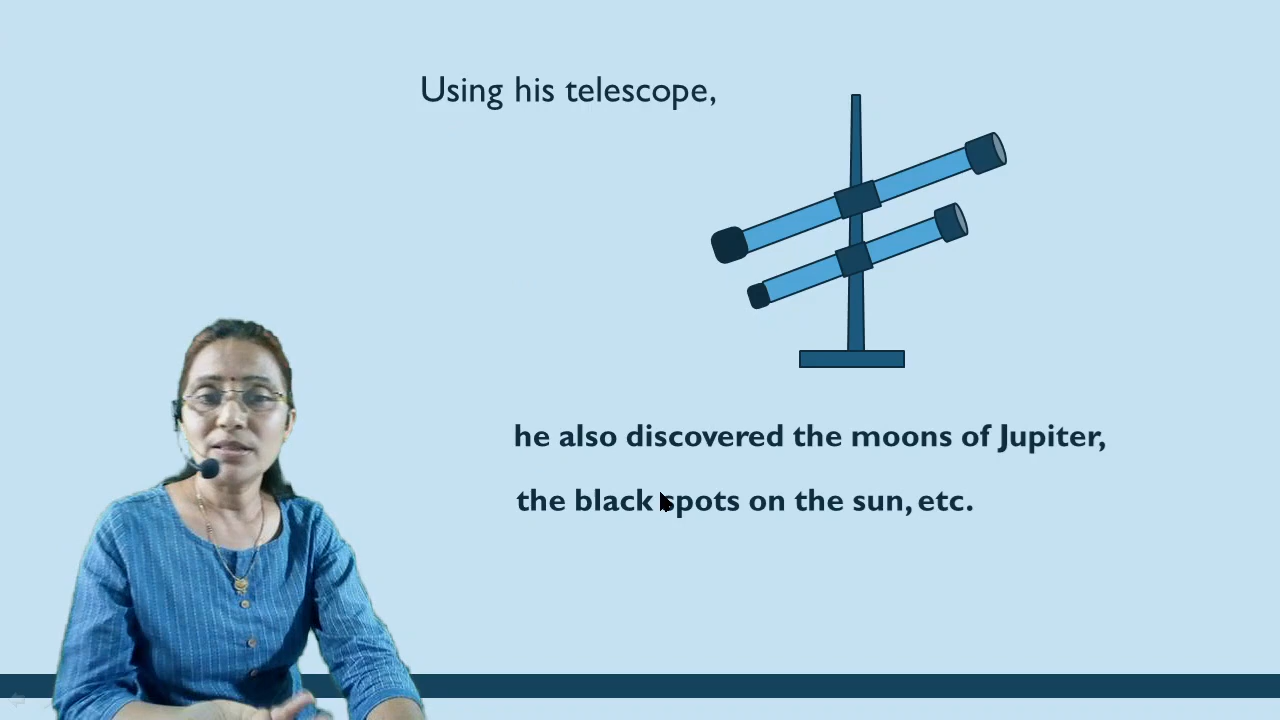 Using his telescope,
he also discovered the moons of Jupiter,
the black spots on the sun, etc.